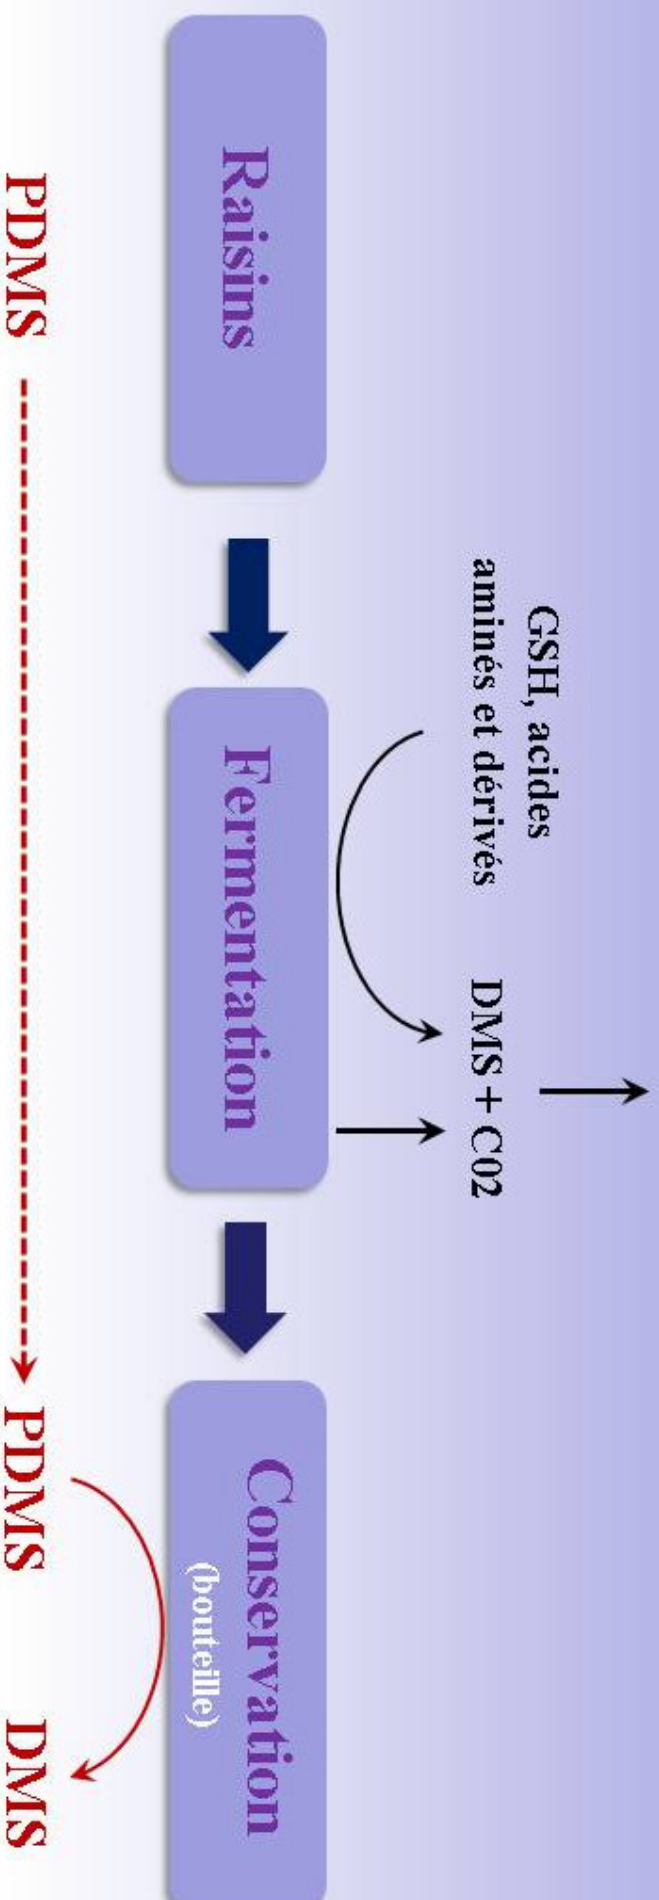 GSH, acides
aminés et dérivés
DMS + C02
Raisins
Fermentation
Conservation
(bouteille)
PDMS
PDMS
DMS